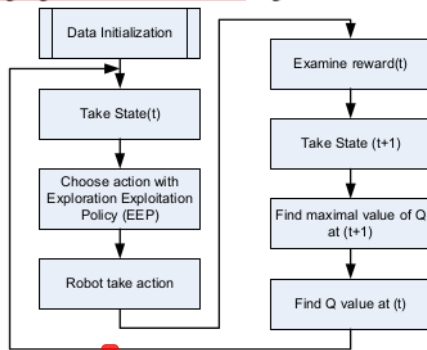 Data Initialization
Take State(t)
Choose action with
Exploration Exploitation
Policy (EEP)
Robot take action
Examine reward(t)
Take State (t+1)
Find maximal value of Q
at (t+1)
Find Q value at (t)